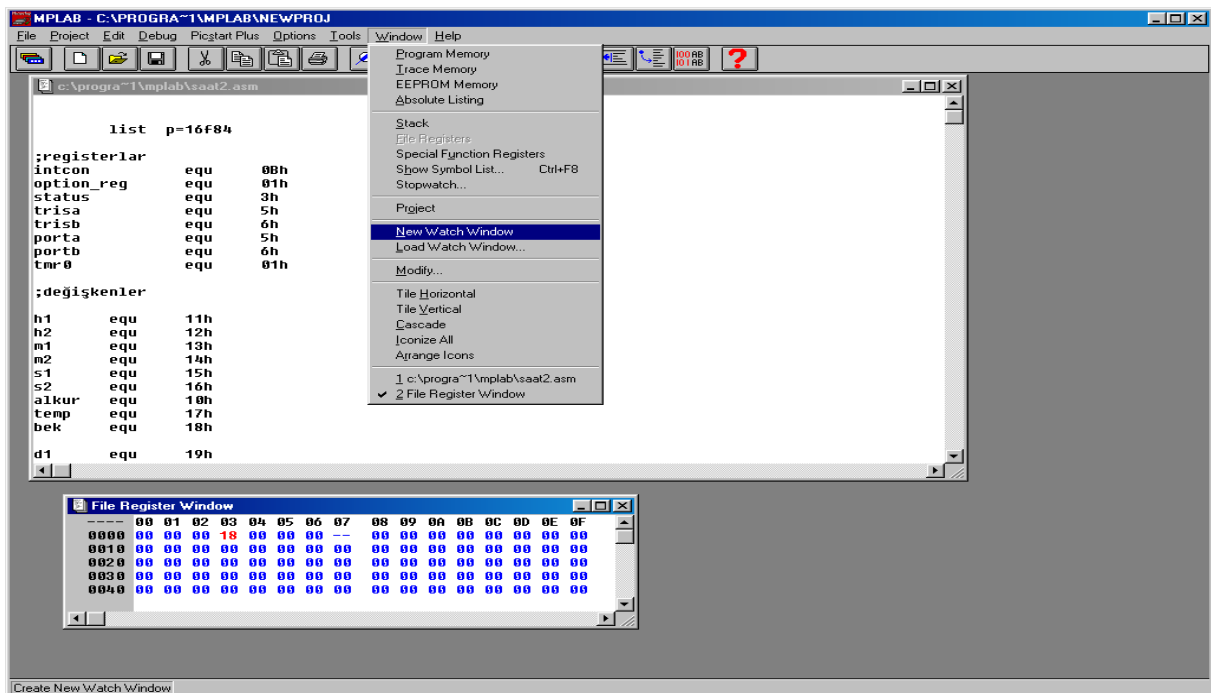 MPLAB - C:\PROGRA~1\MPLAB\NEWPROJ
File Project Edit Debug Picstart Plus Options Tools Window Help
Program Memory
Trace Memory
EEPROM Memory
Absolute Listing
Stack
File Registers
Special Function Registers
Show Symbol List... Ctrl+F8
Stopwatch...
Project
New Watch Window
Load Watch Window...
Modify...
Tile Horizontal
Tile Vertical
Cascade
Iconize All
Arrange Icons
1 c:\progra~1\mplab\saat2.asm
✔ 2 File Register Window
c:\progra~1\mplab\saat2.asm
list p=16f84
;registerlar
intcon equ 0Bh
option_reg equ 01h
status equ 3h
trisa equ 5h
trisb equ 6h
porta equ 5h
portb equ 6h
tmr0 equ 01h
;değişkenler
h1 equ 11h
h2 equ 12h
m1 equ 13h
m2 equ 14h
s1 equ 15h
s2 equ 16h
alkur equ 10h
temp equ 17h
bek equ 18h
d1 equ 19h
File Register Window
---- 00 01 02 03 04 05 06 07 08 09 0A 0B 0C 0D 0E 0F
0000 00 00 00 18 00 00 00 -- 00 00 00 00 00 00 00 00
0010 00 00 00 00 00 00 00 00 00 00 00 00 00 00 00 00
0020 00 00 00 00 00 00 00 00 00 00 00 00 00 00 00 00
0030 00 00 00 00 00 00 00 00 00 00 00 00 00 00 00 00
0040 00 00 00 00 00 00 00 00 00 00 00 00 00 00 00 00
Create New Watch Window